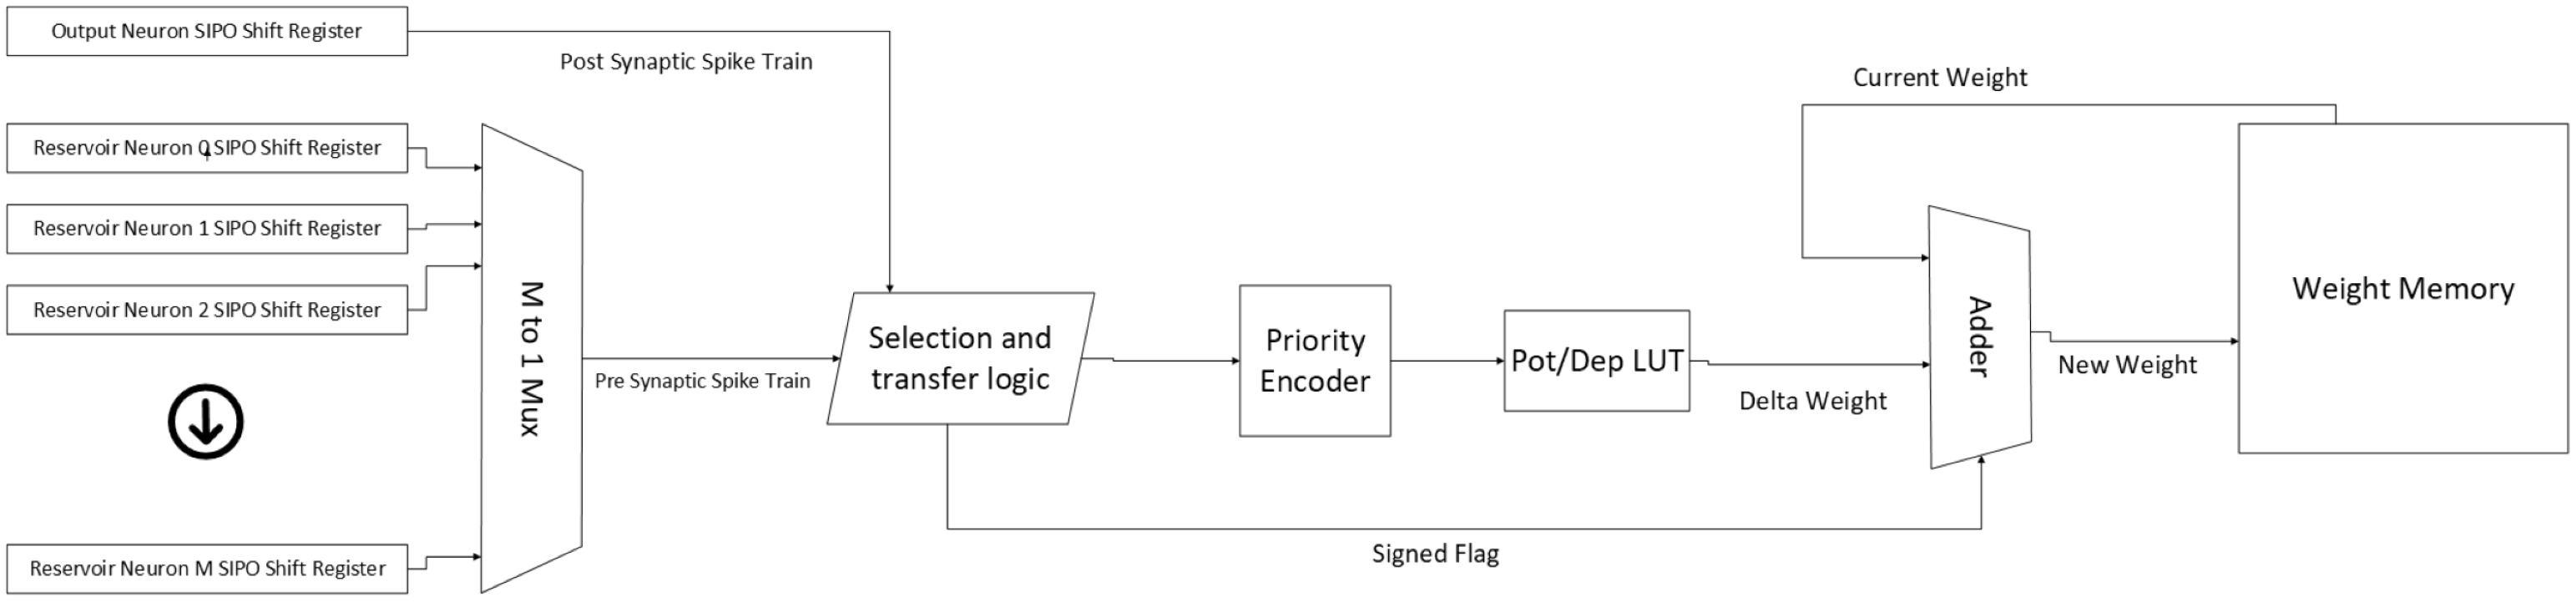 Output Neuron SIPO Shift Register
Post Synaptic Spike Train
Reservoir Neuron 0 SIPO Shift Register
Reservoir Neuron 1 SIPO Shift Register
Reservoir Neuron 2 SIPO Shift Register
Reservoir Neuron M SIPO Shift Register
M to 1 Mux
Pre Synaptic Spike Train
Selection and
transfer logic
Priority
Encoder
Pot/Dep LUT
Delta Weight
Signed Flag
Current Weight
Adder
New Weight
Weight Memory